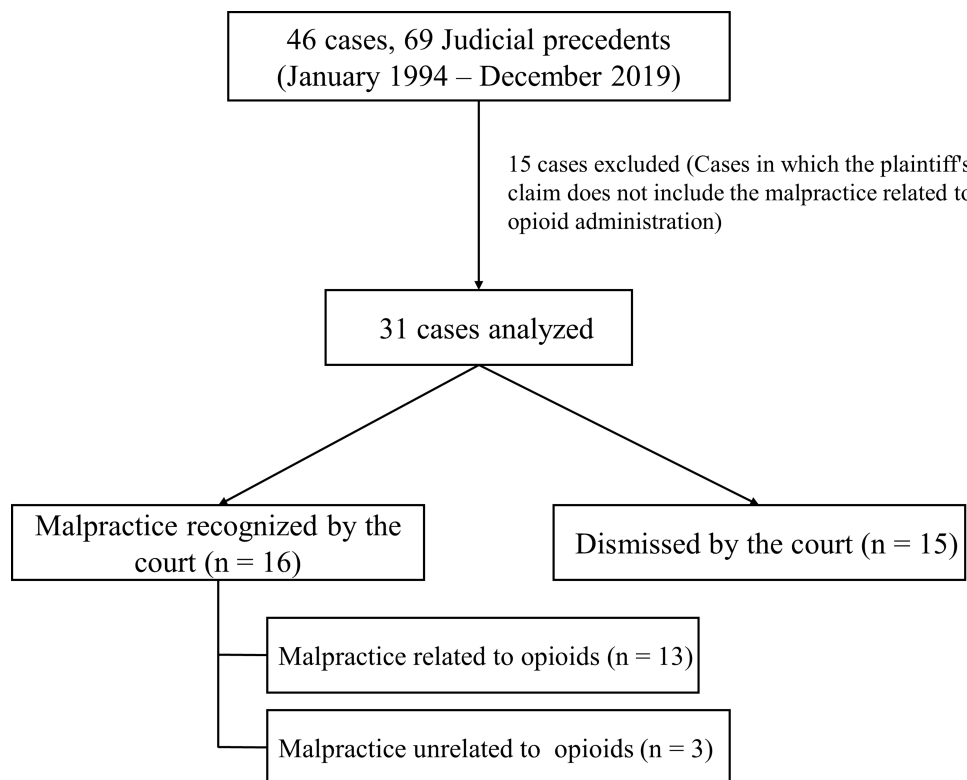 46 cases, 69 Judicial precedents
(January 1994 – December 2019)
15 cases excluded (Cases in which the plaintiff's
claim does not include the malpractice related to
opioid administration)
31 cases analyzed
Malpractice recognized by the
court (n = 16)
Dismissed by the court (n = 15)
Malpractice related to opioids (n = 13)
Malpractice unrelated to opioids (n = 3)